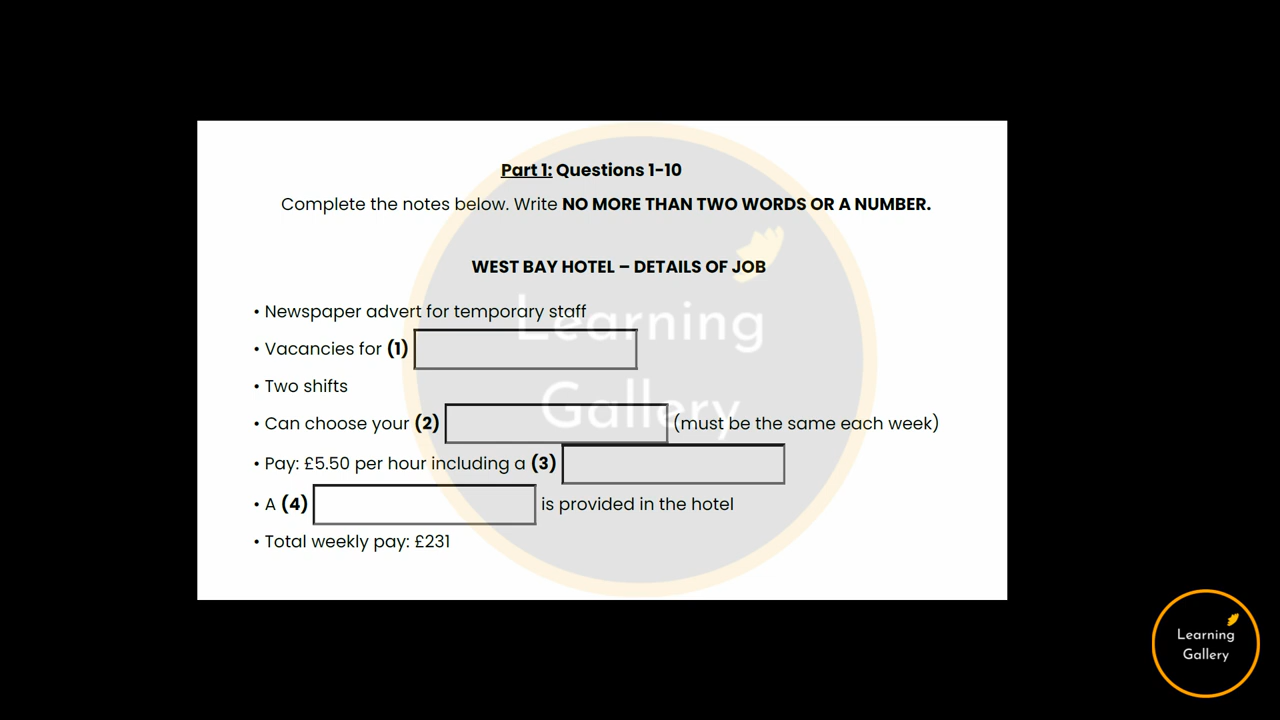 Part 1: Questions 1-10
Complete the notes below. Write NO MORE THAN TWO WORDS OR A NUMBER.
WEST BAY HOTEL – DETAILS OF JOB
• Newspaper advert for temporary staff
• Vacancies for (1)
• Two shifts
• Can choose your (2) (must be the same each week)
• Pay: £5.50 per hour including a (3)
• A (4) is provided in the hotel
• Total weekly pay: £231
Learning
Gallery
Learning
Gallery